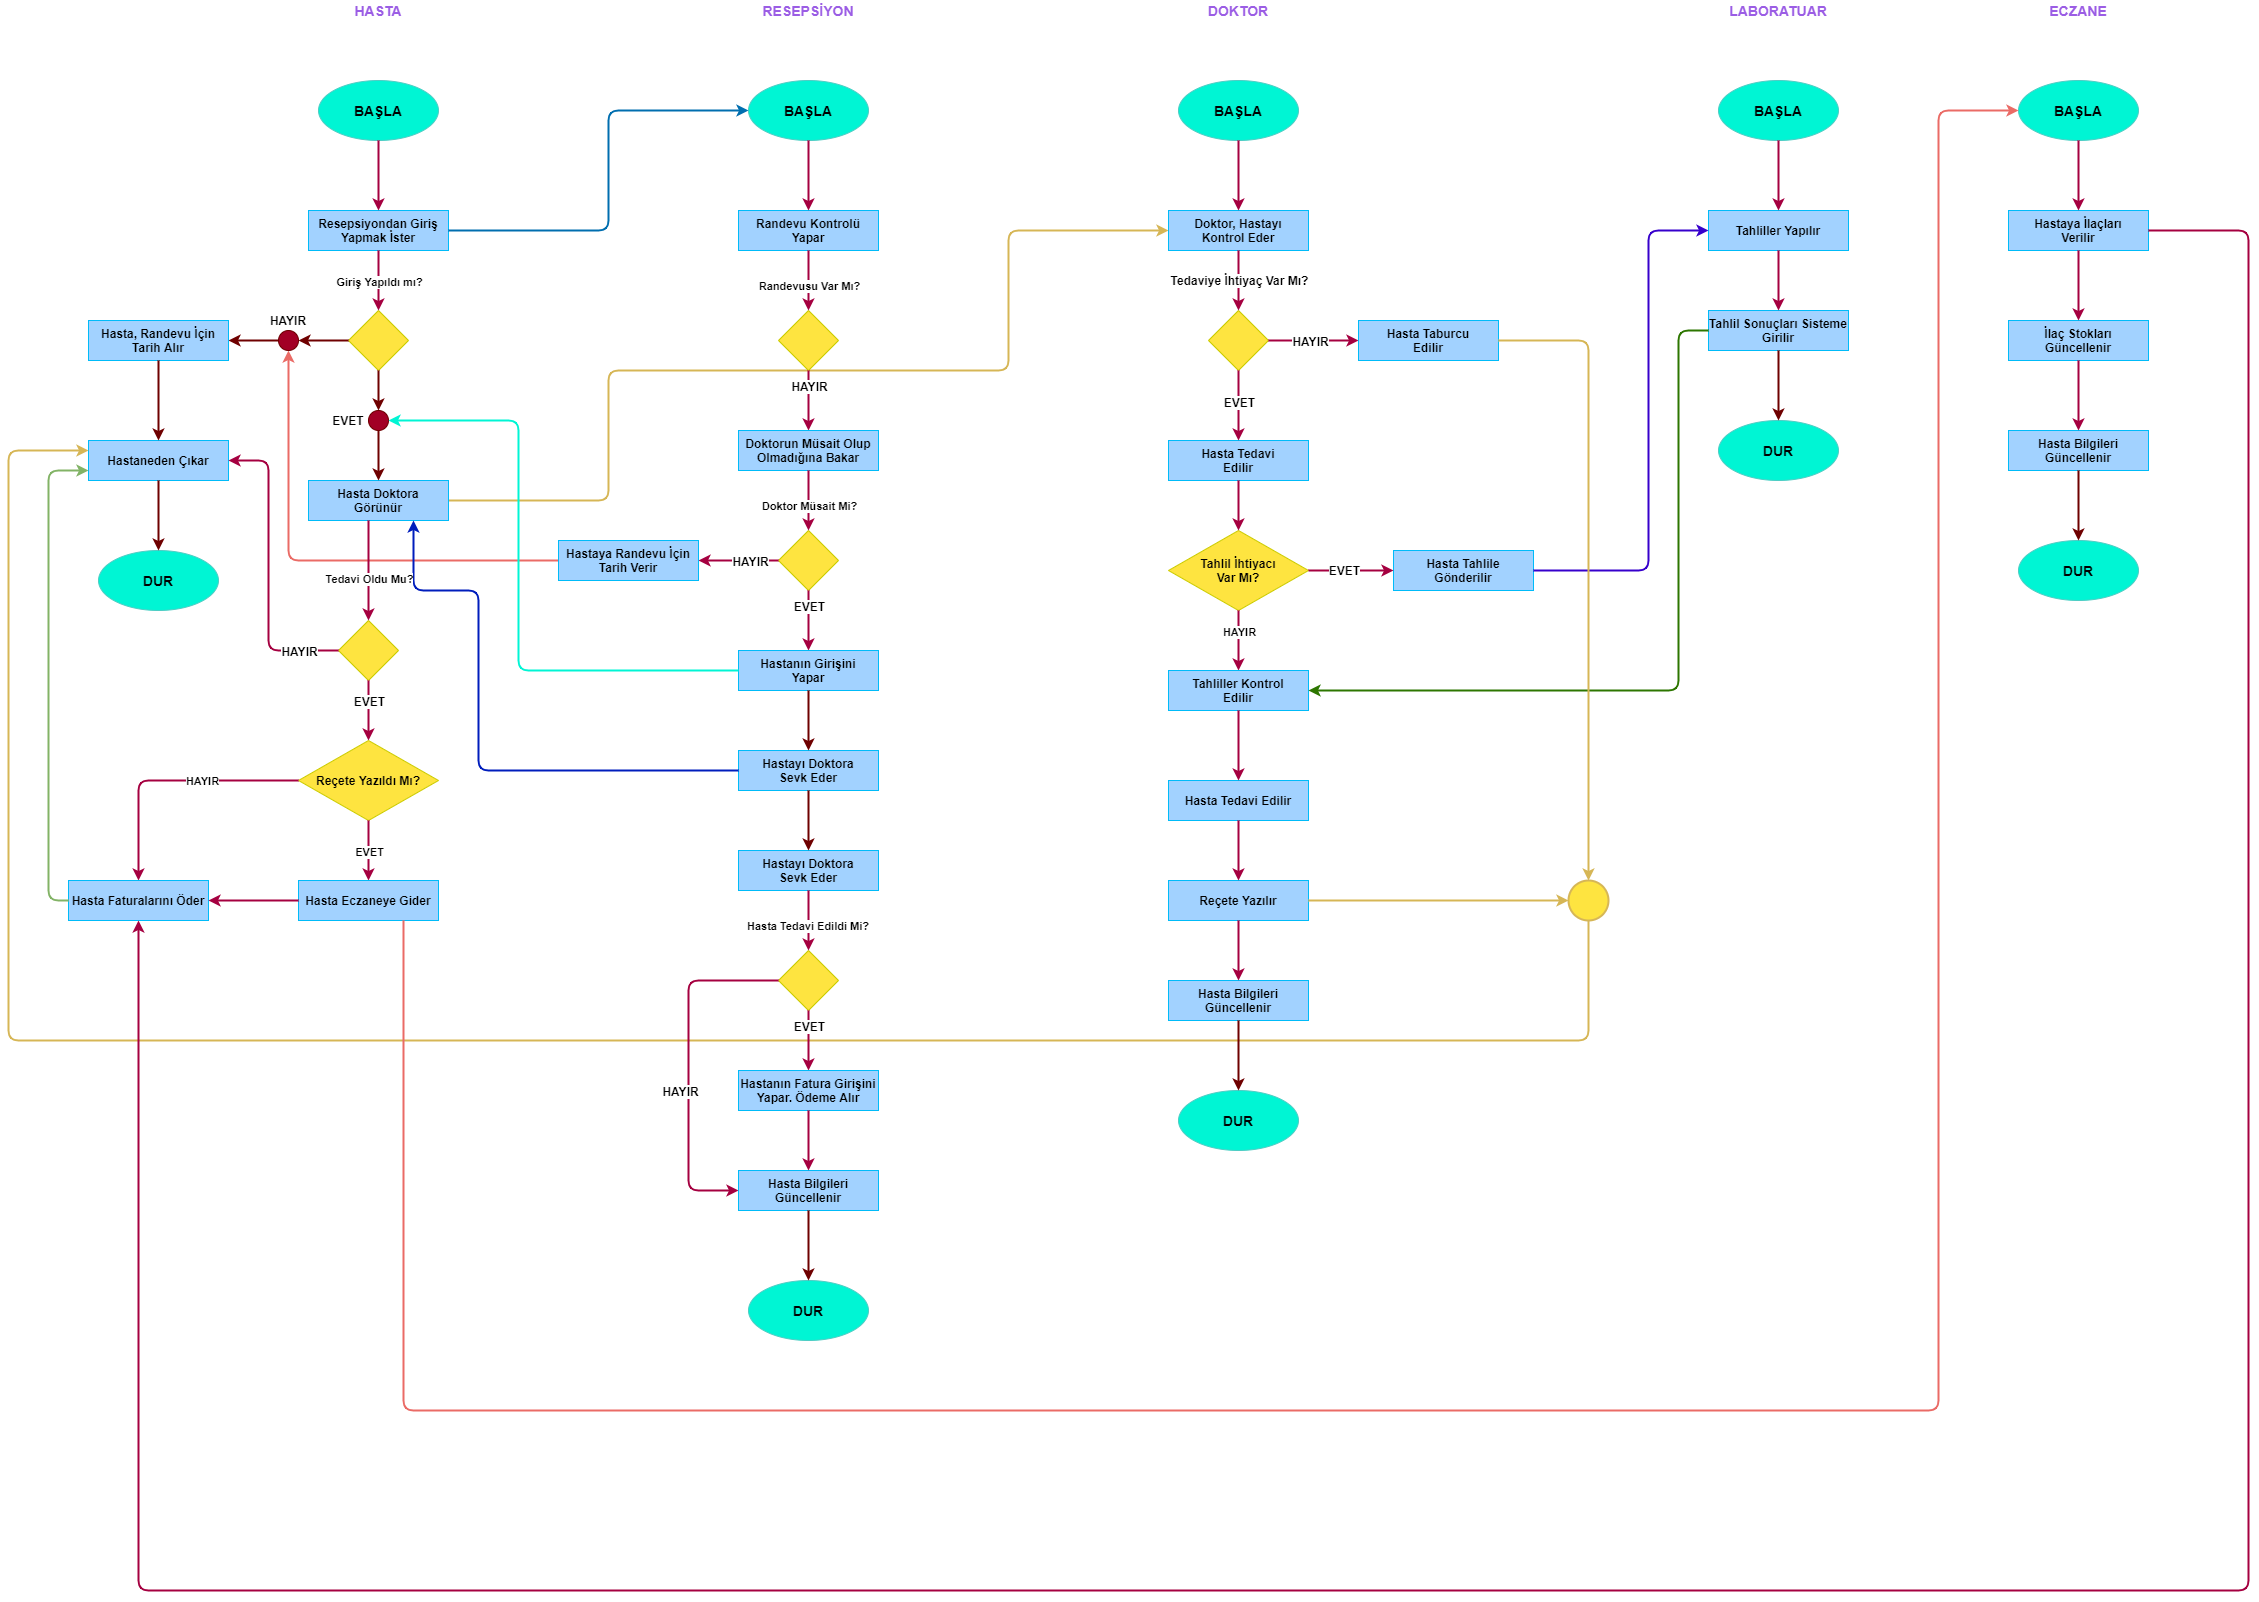 HASTA
RESEPSİYON
DOKTOR
LABORATUAR
ECZANE
BAŞLA
BAŞLA
BAŞLA
BAŞLA
BAŞLA
Resepsiyondan Giriş
Yapmak İster
Giriş Yapıldı mı?
HAYIR
Hasta, Randevu İçin
Tarih Alır
EVET
Hastaneden Çıkar
DUR
Hasta Doktora
Görünür
Tedavi Oldu Mu?
HAYIR
EVET
Reçete Yazıldı Mı?
HAYIR
EVET
Hasta Faturalarını Öder
Hasta Eczaneye Gider
Randevu Kontrolü
Yapar
Randevusu Var Mı?
HAYIR
Doktorun Müsait Olup
Olmadığına Bakar
Doktor Müsait Mi?
HAYIR
Hastaya Randevu İçin
Tarih Verir
EVET
Hastanın Girişini
Yapar
Hastayı Doktora
Sevk Eder
Hastayı Doktora
Sevk Eder
Hasta Tedavi Edildi Mi?
EVET
HAYIR
Hastanın Fatura Girişini
Yapar. Ödeme Alır
Hasta Bilgileri
Güncellenir
DUR
Doktor, Hastayı
Kontrol Eder
Tedaviye İhtiyaç Var Mı?
HAYIR
Hasta Taburcu
Edilir
EVET
Hasta Tedavi
Edilir
Tahlil İhtiyacı
Var Mı?
EVET
Hasta Tahlile
Gönderilir
HAYIR
Tahliller Kontrol
Edilir
Hasta Tedavi Edilir
Reçete Yazılır
Hasta Bilgileri
Güncellenir
DUR
Tahliller Yapılır
Tahlil Sonuçları Sisteme
Girilir
DUR
Hastaya İlaçları
Verilir
İlaç Stokları
Güncellenir
Hasta Bilgileri
Güncellenir
DUR